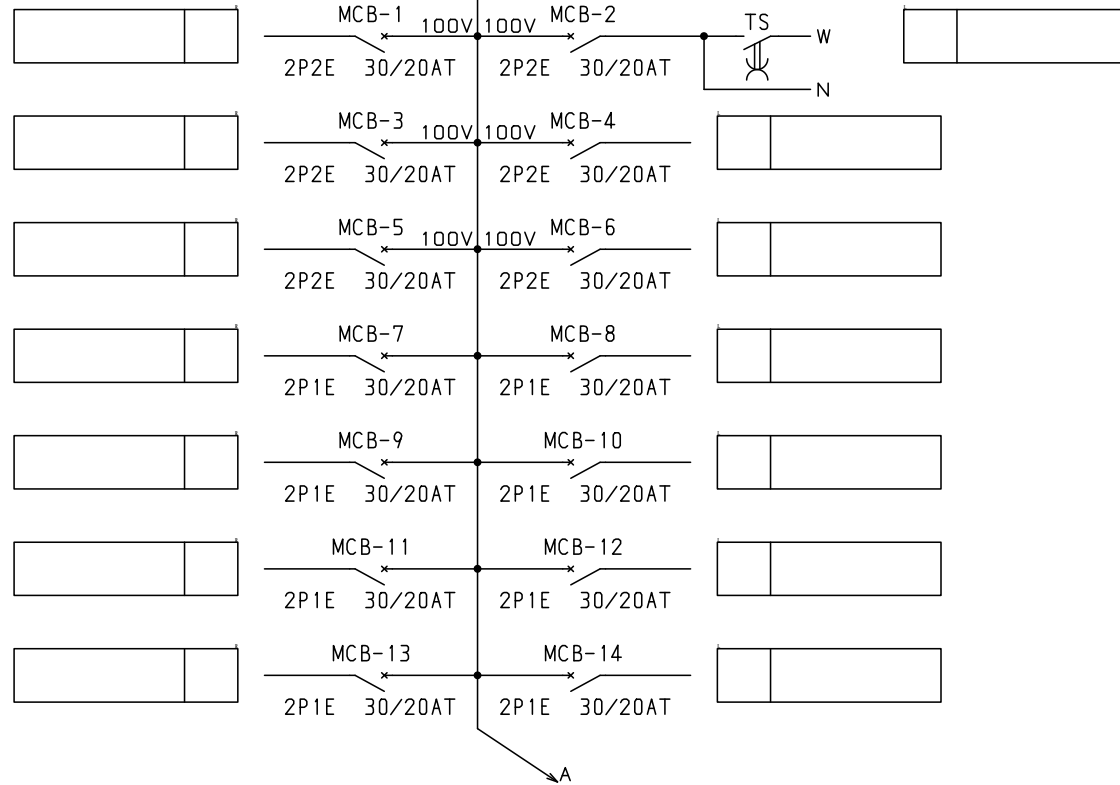 MCB-1 100V 100V MCB-2 TS W
2P2E 30/20AT 2P2E 30/20AT N
MCB-3 100V 100V MCB-4
2P2E 30/20AT 2P2E 30/20AT
MCB-5 100V 100V MCB-6
2P2E 30/20AT 2P2E 30/20AT
MCB-7 MCB-8
2P1E 30/20AT 2P1E 30/20AT
MCB-9 MCB-10
2P1E 30/20AT 2P1E 30/20AT
MCB-11 MCB-12
2P1E 30/20AT 2P1E 30/20AT
MCB-13 MCB-14
2P1E 30/20AT 2P1E 30/20AT
A